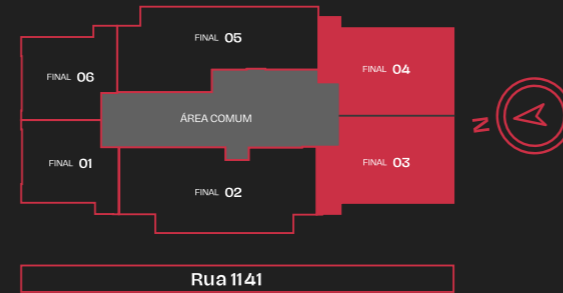 FINAL 05
FINAL 06
FINAL 04
ÁREA COMUM
N
FINAL 01
FINAL 03
FINAL 02
Rua 1141